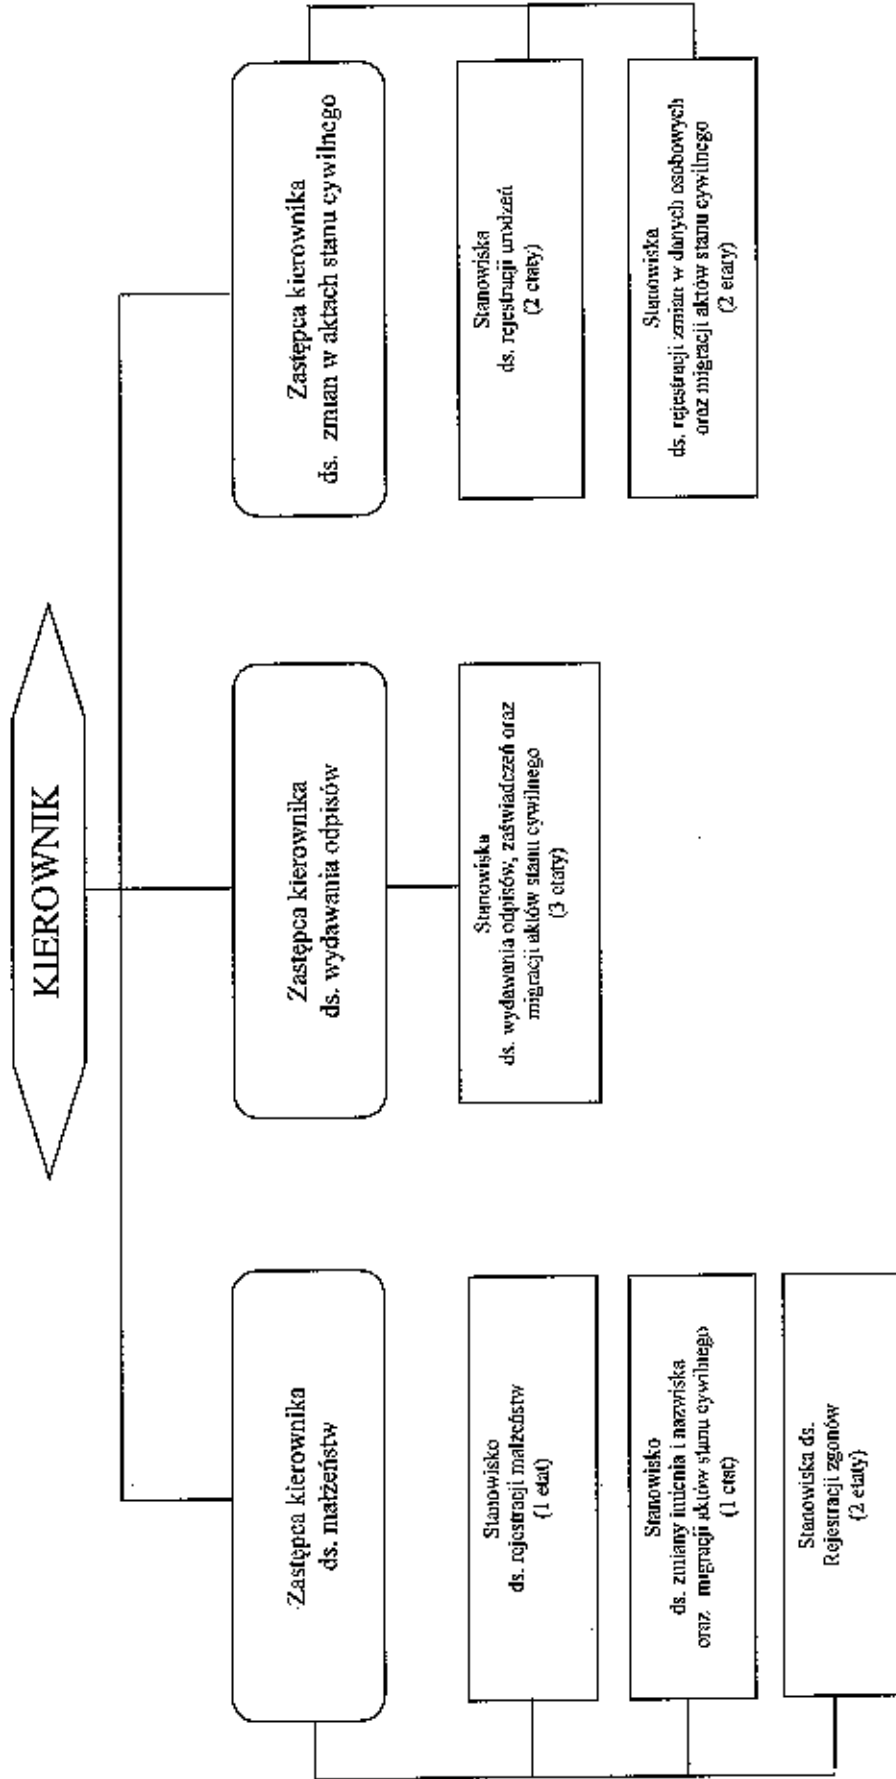 KIEROWNIK
Zastępca kierownika
ds. małżeństw
Stanowisko
ds. rejestracji małżeństw
(1 etat)
Stanowisko
ds. zmiany imienia i nazwiska
oraz migracji aktów stanu cywilnego
(1 etat)
Stanowiska ds.
Rejestracji zgonów
(2 etaty)
Zastępca kierownika
ds. wydawania odpisów
Stanowiska
ds. wydawania odpisów, zaświadczeń oraz
migracji aktów stanu cywilnego
(3 etaty)
Zastępca kierownika
ds. zmian w aktach stanu cywilnego
Stanowiska
ds. rejestracji urodzeń
(2 etaty)
Stanowiska
ds. rejestracji zmian w danych osobowych
oraz migracji aktów stanu cywilnego
(2 etaty)